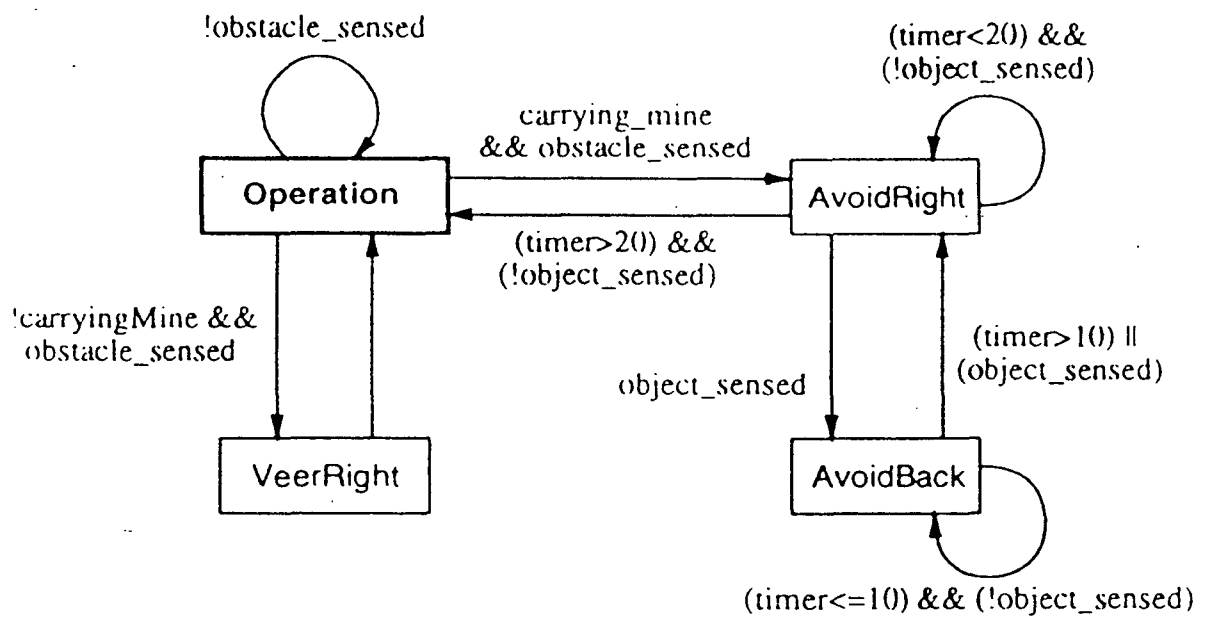 !obstacle_sensed
(timer<20) &&
(!object_sensed)
carrying_mine
&& obstacle_sensed
Operation
AvoidRight
(timer>20) &&
(!object_sensed)
!carryingMine &&
obstacle_sensed
(timer>10) ||
(object_sensed)
object_sensed
VeerRight
AvoidBack
(timer<=10) && (!object_sensed)